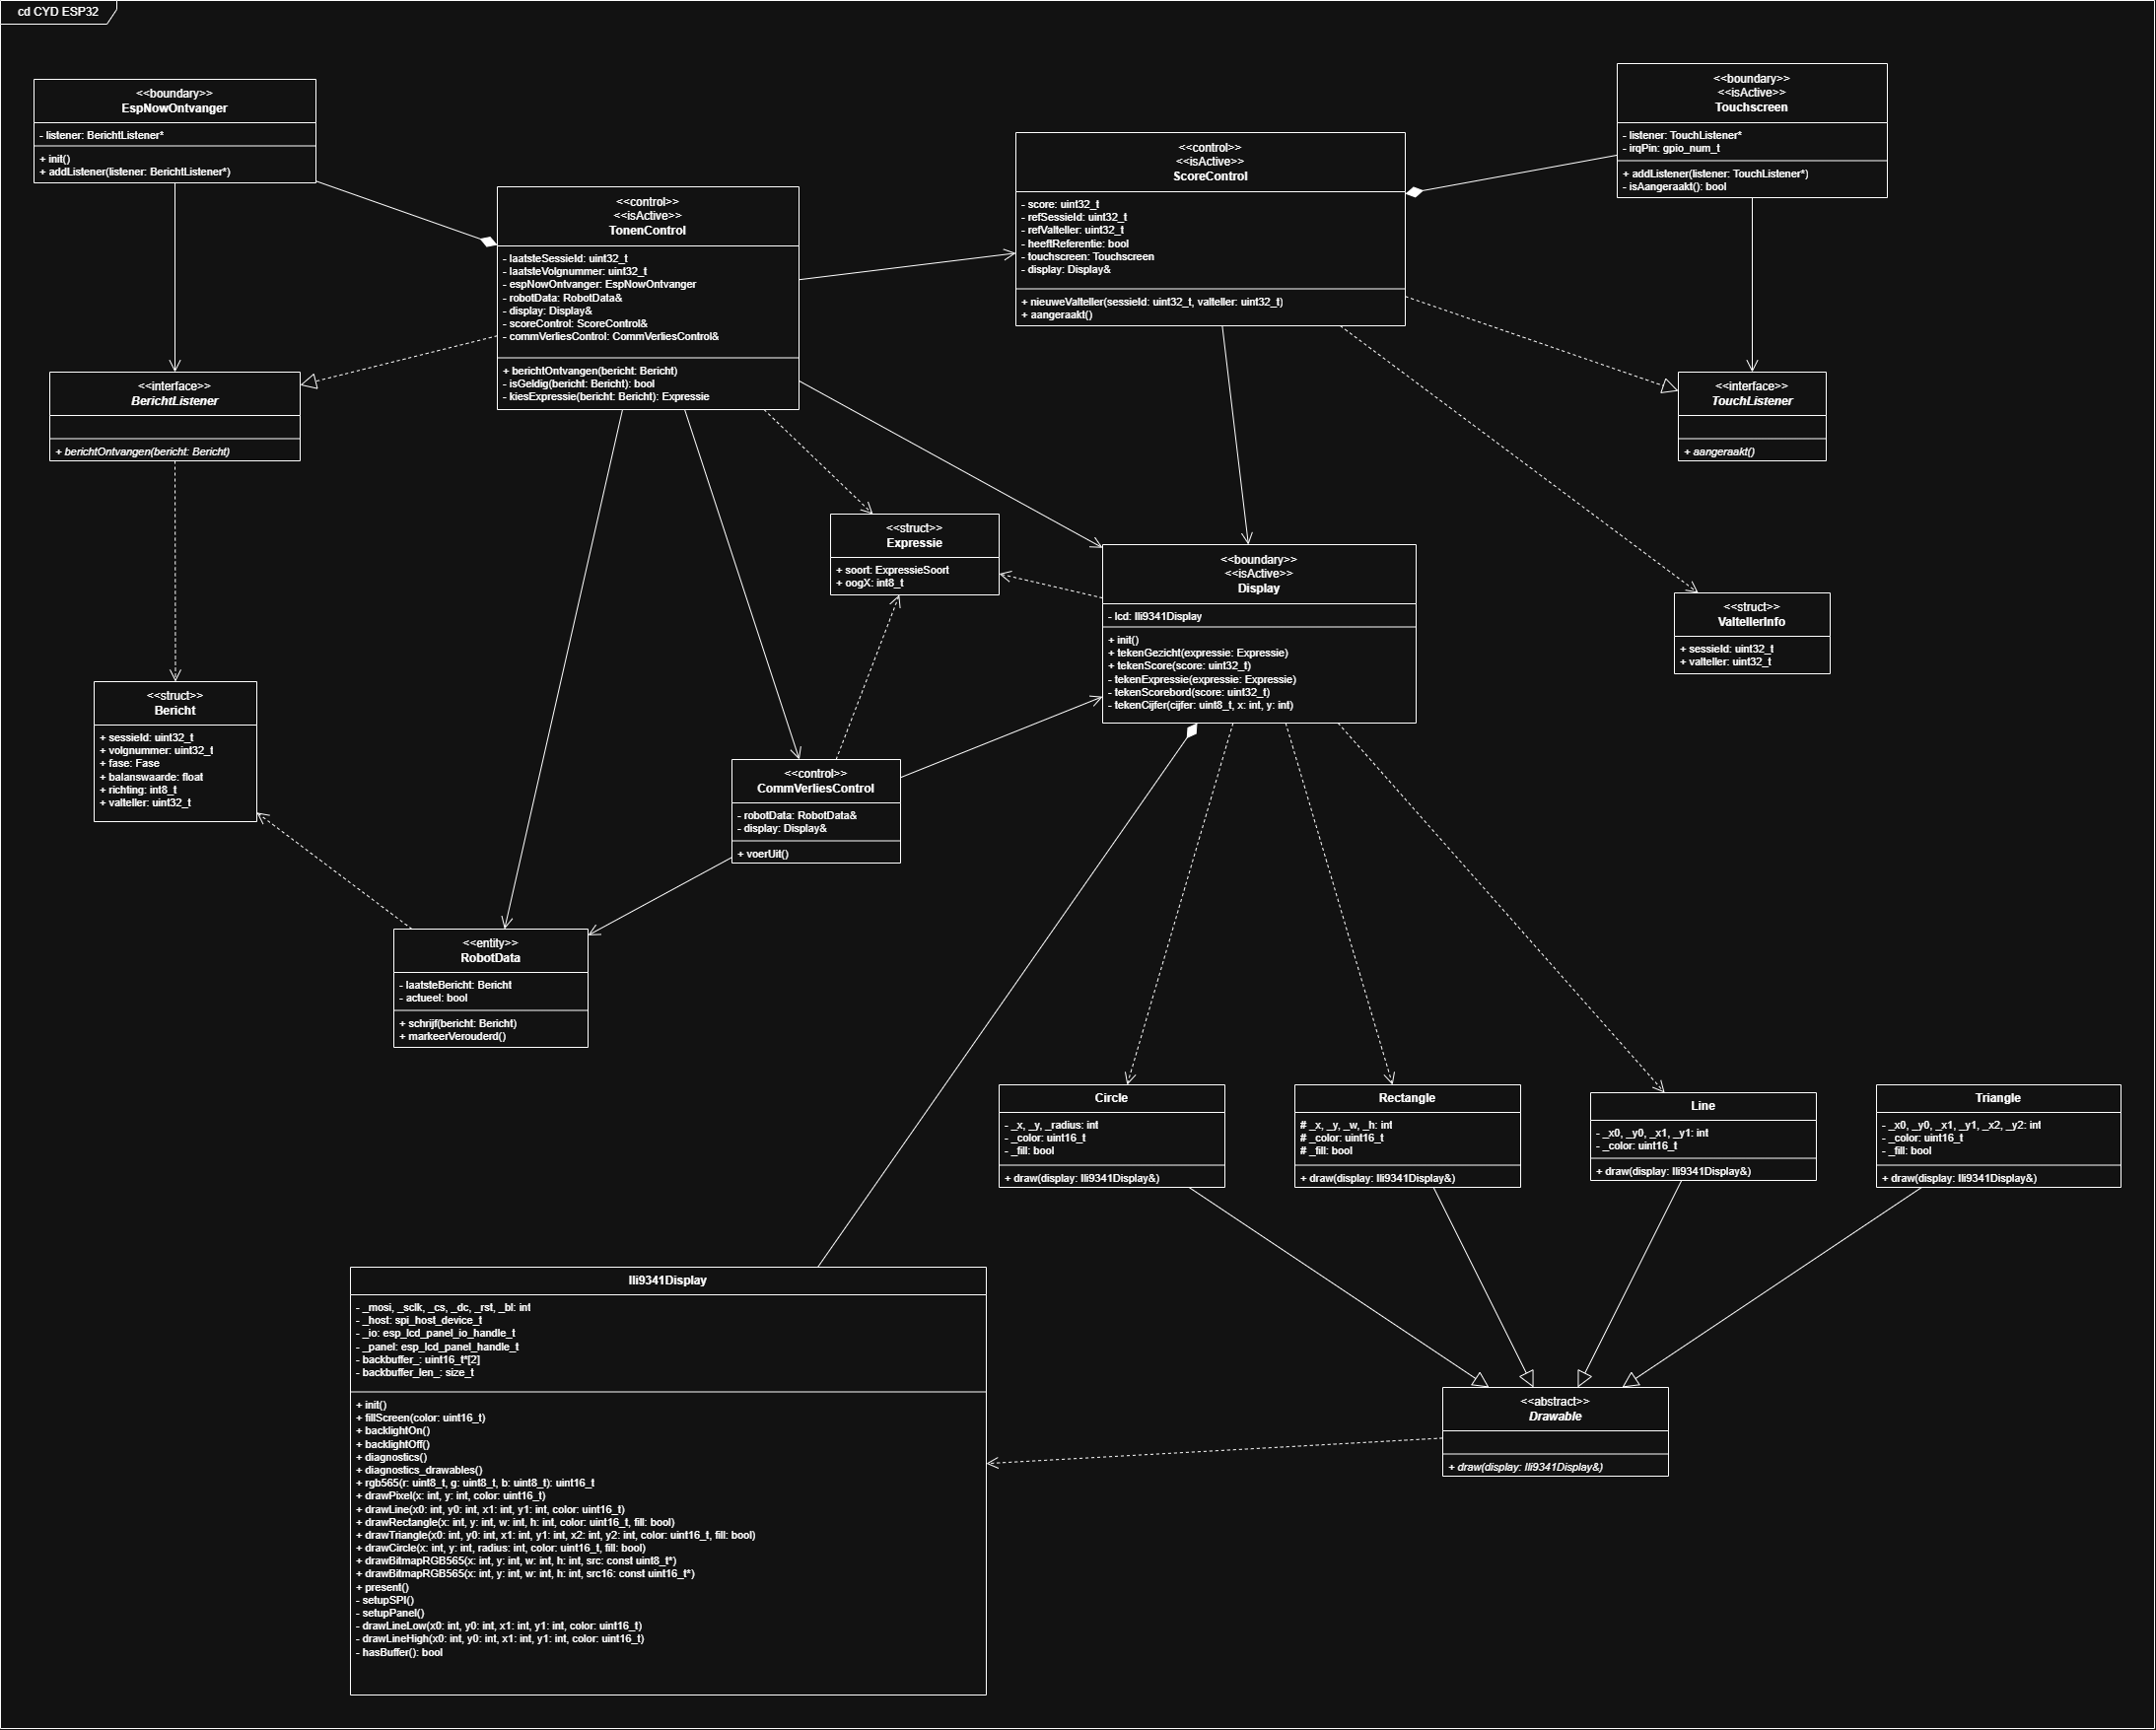 cd CYD ESP32
<<boundary>>
EspNowOntvanger
- listener: BerichtListener*
+ init()
+ addListener(listener: BerichtListener*)
<<control>>
<<isActive>>
TonenControl
- laatsteSessieId: uint32_t
- laatsteVolgnummer: uint32_t
- espNowOntvanger: EspNowOntvanger
- robotData: RobotData&
- display: Display&
- scoreControl: ScoreControl&
- commVerliesControl: CommVerliesControl&
+ berichtOntvangen(bericht: Bericht)
- isGeldig(bericht: Bericht): bool
- kiesExpressie(bericht: Bericht): Expressie
<<control>>
<<isActive>>
ScoreControl
- score: uint32_t
- refSessieId: uint32_t
- refValteller: uint32_t
- heeftReferentie: bool
- touchscreen: Touchscreen
- display: Display&
+ nieuweValteller(sessieId: uint32_t, valteller: uint32_t)
+ aangeraakt()
<<boundary>>
<<isActive>>
Touchscreen
- listener: TouchListener*
- irqPin: gpio_num_t
+ addListener(listener: TouchListener*)
- isAangeraakt(): bool
<<interface>>
BerichtListener
+ berichtOntvangen(bericht: Bericht)
<<interface>>
TouchListener
+ aangeraakt()
<<struct>>
Expressie
+ soort: ExpressieSoort
+ oogX: int8_t
<<boundary>>
<<isActive>>
Display
- lcd: Ili9341Display
+ init()
+ tekenGezicht(expressie: Expressie)
+ tekenScore(score: uint32_t)
- tekenExpressie(expressie: Expressie)
- tekenScorebord(score: uint32_t)
- tekenCijfer(cijfer: uint8_t, x: int, y: int)
<<struct>>
ValtellerInfo
+ sessieId: uint32_t
+ valteller: uint32_t
<<struct>>
Bericht
+ sessieId: uint32_t
+ volgnummer: uint32_t
+ fase: Fase
+ balanswaarde: float
+ richting: int8_t
+ valteller: uint32_t
<<control>>
CommVerliesControl
- robotData: RobotData&
- display: Display&
+ voerUit()
<<entity>>
RobotData
- laatsteBericht: Bericht
- actueel: bool
+ schrijf(bericht: Bericht)
+ markeerVerouderd()
Circle
- _x, _y, _radius: int
- _color: uint16_t
- _fill: bool
+ draw(display: Ili9341Display&)
Rectangle
# _x, _y, _w, _h: int
# _color: uint16_t
# _fill: bool
+ draw(display: Ili9341Display&)
Line
- _x0, _y0, _x1, _y1: int
- _color: uint16_t
+ draw(display: Ili9341Display&)
Triangle
- _x0, _y0, _x1, _y1, _x2, _y2: int
- _color: uint16_t
- _fill: bool
+ draw(display: Ili9341Display&)
Ili9341Display
- _mosi, _sclk, _cs, _dc, _rst, _bl: int
- _host: spi_host_device_t
- _io: esp_lcd_panel_io_handle_t
- _panel: esp_lcd_panel_handle_t
- backbuffer_: uint16_t*[2]
- backbuffer_len_: size_t
+ init()
+ fillScreen(color: uint16_t)
+ backlightOn()
+ backlightOff()
+ diagnostics()
+ diagnostics_drawables()
+ rgb565(r: uint8_t, g: uint8_t, b: uint8_t): uint16_t
+ drawPixel(x: int, y: int, color: uint16_t)
+ drawLine(x0: int, y0: int, x1: int, y1: int, color: uint16_t)
+ drawRectangle(x: int, y: int, w: int, h: int, color: uint16_t, fill: bool)
+ drawTriangle(x0: int, y0: int, x1: int, y1: int, x2: int, y2: int, color: uint16_t, fill: bool)
+ drawCircle(x: int, y: int, radius: int, color: uint16_t, fill: bool)
+ drawBitmapRGB565(x: int, y: int, w: int, h: int, src: const uint8_t*)
+ drawBitmapRGB565(x: int, y: int, w: int, h: int, src16: const uint16_t*)
+ present()
- setupSPI()
- setupPanel()
- drawLineLow(x0: int, y0: int, x1: int, y1: int, color: uint16_t)
- drawLineHigh(x0: int, y0: int, x1: int, y1: int, color: uint16_t)
- hasBuffer(): bool
<<abstract>>
Drawable
+ draw(display: Ili9341Display&)